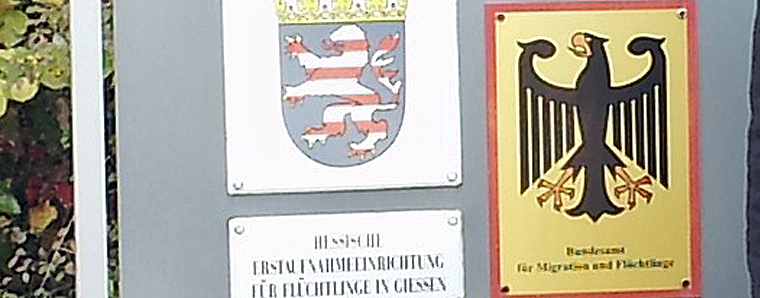 HESSISCHE
ERSTAUFNAHMEEINRICHTUNG
FÜR FLÜCHTLINGE IN GIESSEN
Bundesamt
für Migration und Flüchtlinge